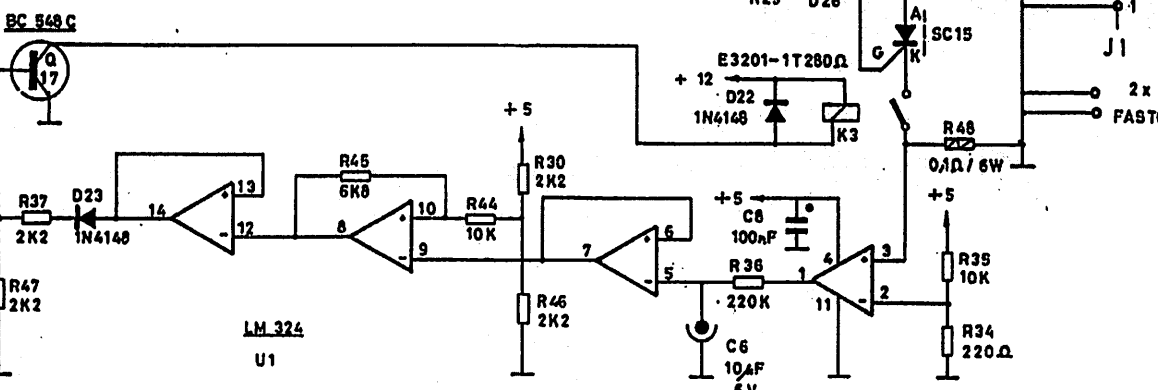 BC 548 C
Q
17
A
SC15
G
K
1
J1
E3201-1T280Ω
+ 12
D22
1N4148
K3
2 x
R48
0,1Ω / 6W
+5
R30
2K2
R45
6K8
R37
2K2
D23
1N4148
14
13
12
8
10
9
R44
10K
7
6
5
+5
C8
100nF
4
3
1
2
11
R36
220K
+5
R35
10K
R34
220Ω
R47
2K2
R46
2K2
LM 324
U1
C6
10µF